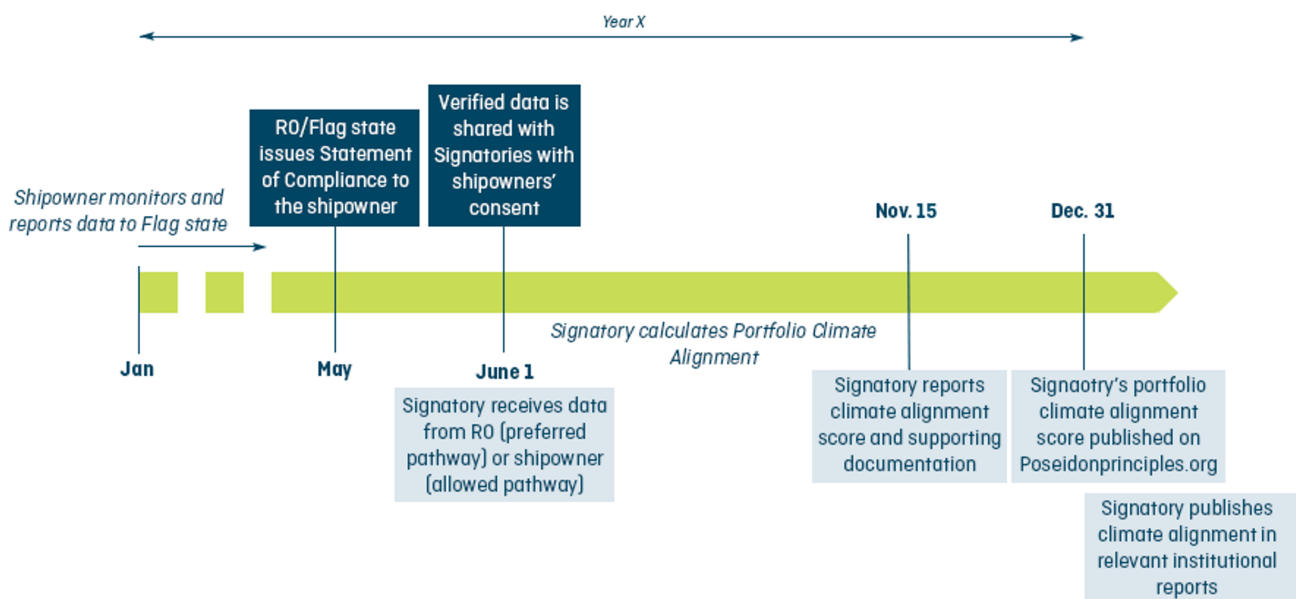 Year X
Verified data is
shared with
Signatories with
shipowners’
consent
RO/Flag state
issues Statement
of Compliance to
the shipowner
Shipowner monitors and
reports data to Flag state
Nov. 15
Dec. 31
Signatory calculates Portfolio Climate
Alignment
Jan
May
June 1
Signatory receives data
from RO (preferred
pathway) or shipowner
(allowed pathway)
Signatory reports
climate alignment
score and supporting
documentation
Signaotry’s portfolio
climate alignment
score published on
Poseidonprinciples.org
Signatory publishes
climate alignment in
relevant institutional
reports